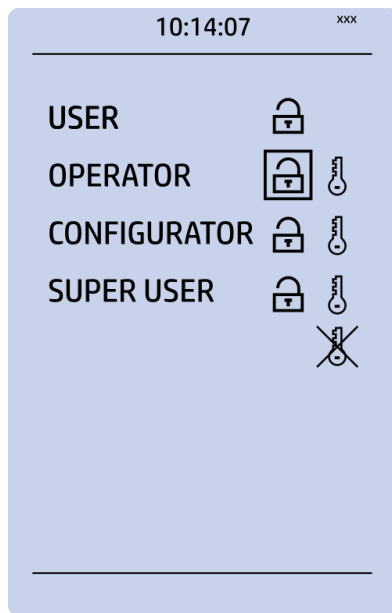 10:14:07 xxx
USER
OPERATOR
CONFIGURATOR
SUPER USER